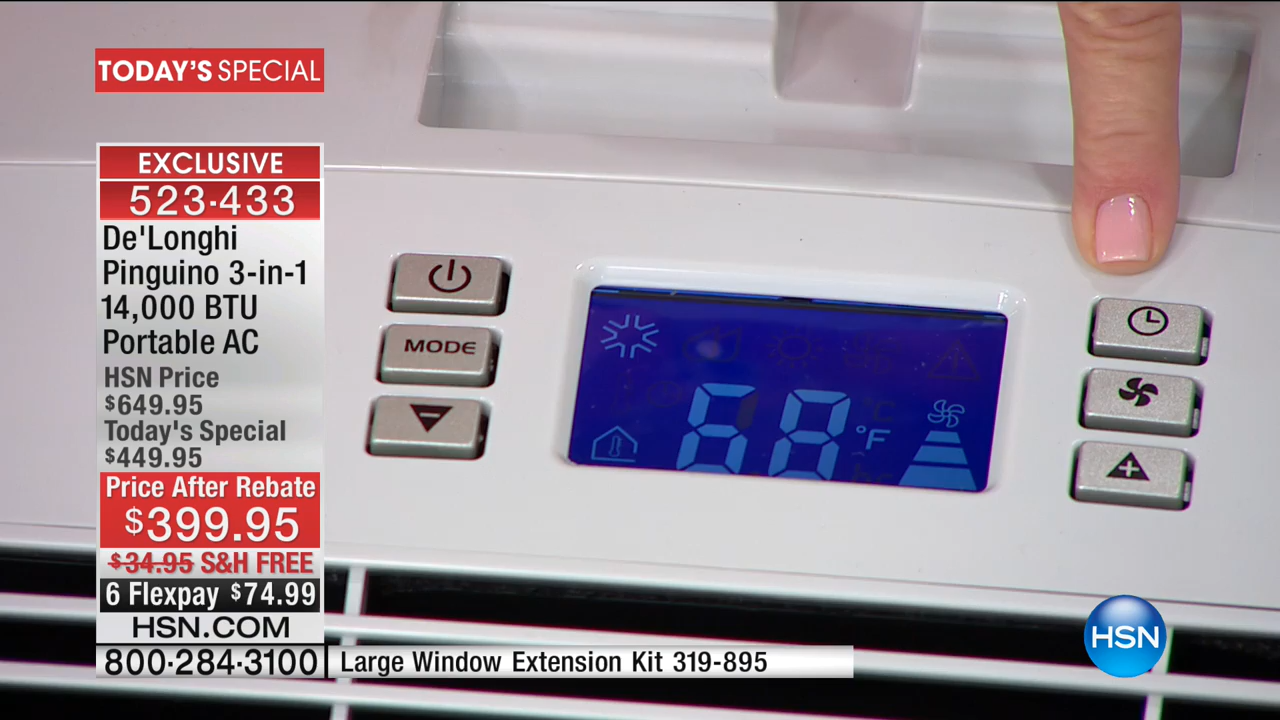 TODAY'S SPECIAL
EXCLUSIVE
523·433
De'Longhi
Pinguino 3-in-1
14,000 BTU
Portable AC
HSN Price
$649.95
Today's Special
$449.95
Price After Rebate
$399.95
$34.95 S&H FREE
6 Flexpay $74.99
HSN.COM
800·284·3100
Large Window Extension Kit 319-895
MODE
68 °F
HSN